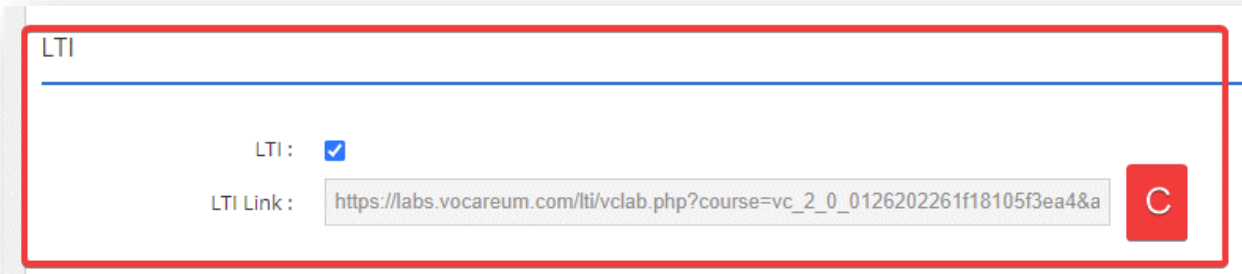 LTI
LTI :
LTI Link : https://labs.vocareum.com/lti/vclab.php?course=vc_2_0_0126202261f18105f3ea4&a
C